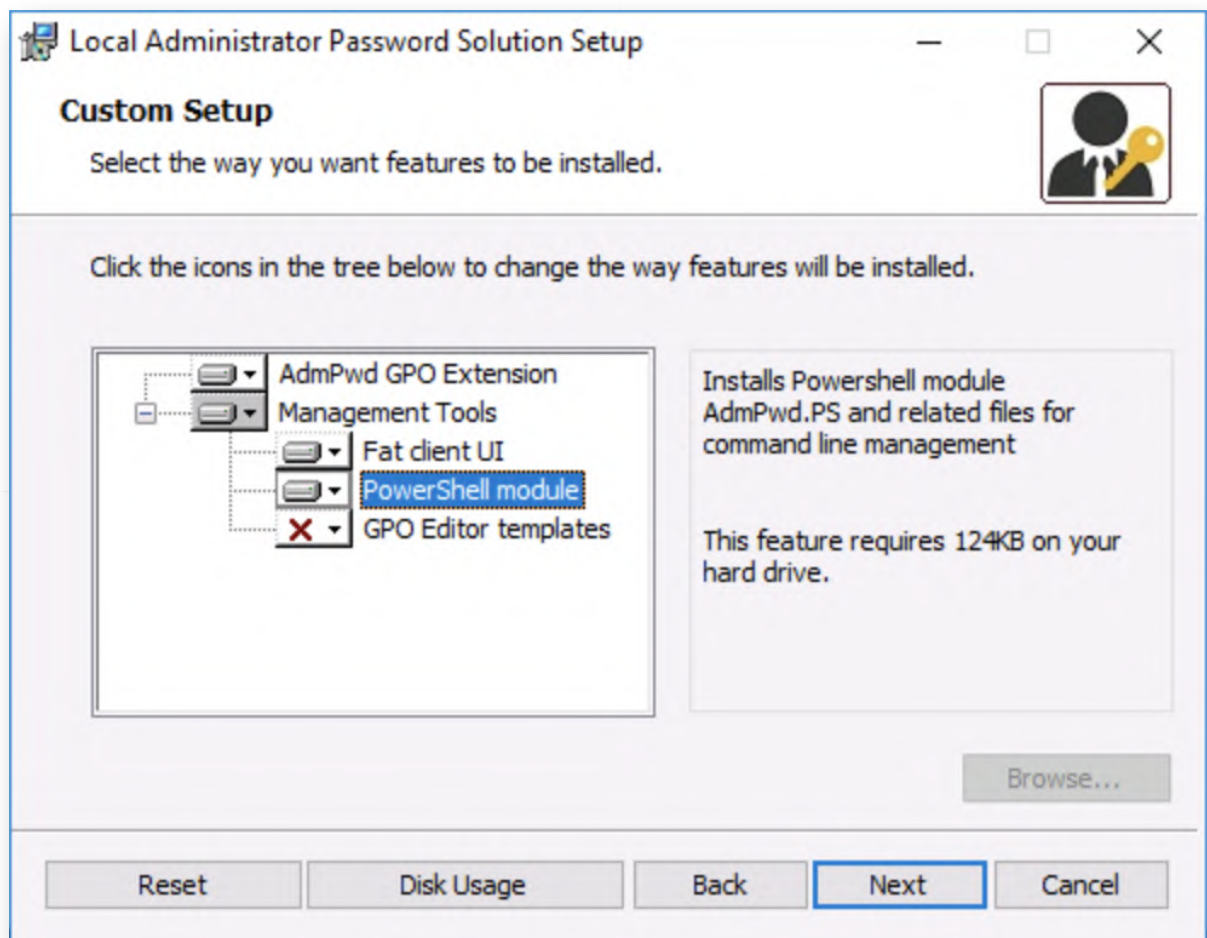 Local Administrator Password Solution Setup
Custom Setup
Select the way you want features to be installed.
Click the icons in the tree below to change the way features will be installed.
AdmPwd GPO Extension
Management Tools
Fat client UI
PowerShell module
GPO Editor templates
Installs Powershell module
AdmPwd.PS and related files for
command line management
This feature requires 124KB on your
hard drive.
Browse...
Reset
Disk Usage
Back
Next
Cancel